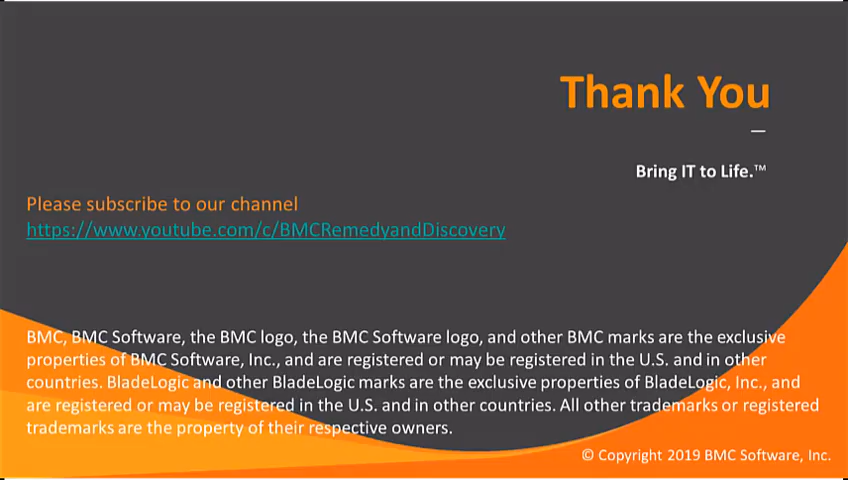 Thank You
—
Bring IT to Life.™
Please subscribe to our channel
https://www.youtube.com/c/BMCRemedyandDiscovery
BMC, BMC Software, the BMC logo, the BMC Software logo, and other BMC marks are the exclusive
properties of BMC Software, Inc., and are registered or may be registered in the U.S. and in other
countries. BladeLogic and other BladeLogic marks are the exclusive properties of BladeLogic, Inc., and
are registered or may be registered in the U.S. and in other countries. All other trademarks or registered
trademarks are the property of their respective owners.
© Copyright 2019 BMC Software, Inc.